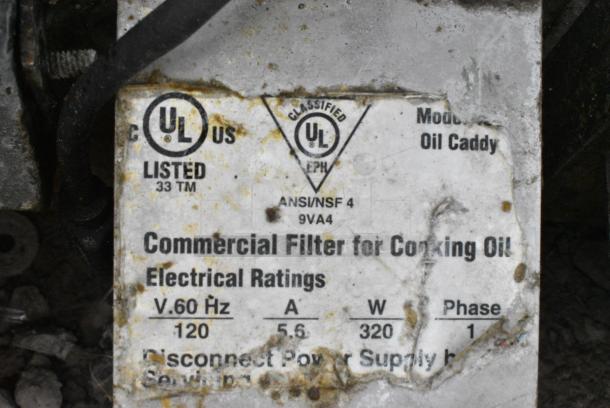 C UL US
LISTED
33 TM
CLASSIFIED
UL
EPH
ANSI/NSF 4
9VA4
Oil Caddy
Commercial Filter for Cooking Oil
Electrical Ratings
V.60 Hz A W Phase
120 5.6 320 1
Disconnect Power Supply
Servicing